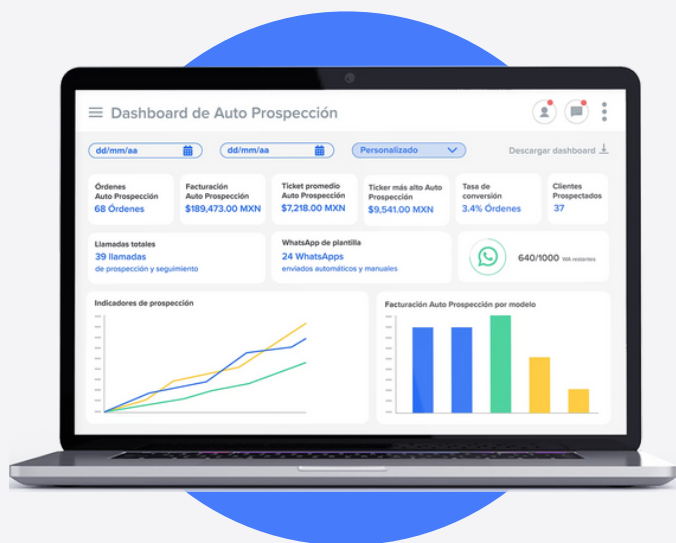 Dashboard de Auto Prospección
dd/mm/aa
dd/mm/aa
Personalizado
Descargar dashboard
Órdenes
Auto Prospección
68 Órdenes
Facturación
Auto Prospección
$189,473.00 MXN
Ticket promedio
Auto Prospección
$7,218.00 MXN
Ticker más alto Auto
Prospección
$9,541.00 MXN
Tasa de
conversión
3.4% Órdenes
Clientes
Prospectados
37
Llamadas totales
39 llamadas
de prospección y seguimiento
WhatsApp de plantilla
24 WhatsApps
enviados automáticos y manuales
640/1000 WA restantes
Indicadores de prospección
Facturación Auto Prospección por modelo